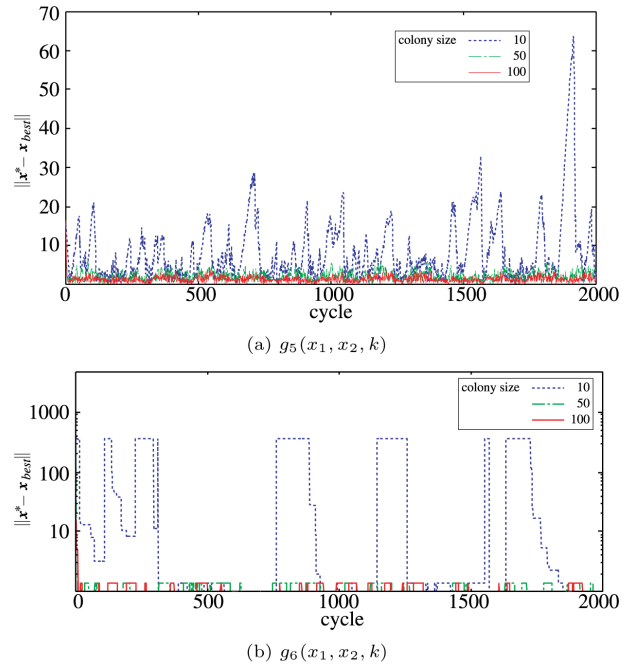 70
60
50
40
30
20
10
||x*− x best||
colony size 10
50
100
0 500 1000 1500 2000
cycle
(a) g5(x1, x2, k)
1000
100
10
||x*− x best||
colony size 10
50
100
0 500 1000 1500 2000
cycle
(b) g6(x1, x2, k)